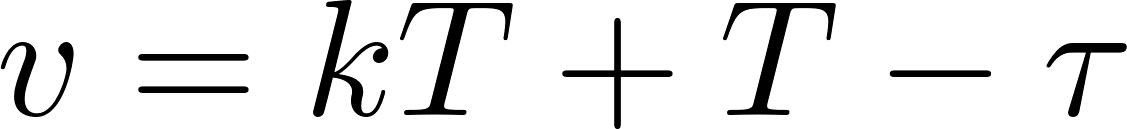 v = kT + T − τ